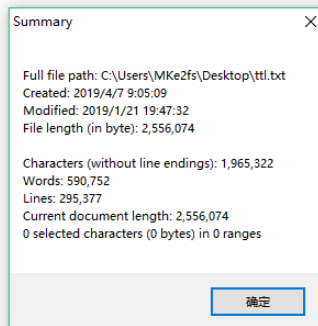 Summary
Full file path: C:\Users\MKe2fs\Desktop\ttl.txt
Created: 2019/4/7 9:05:09
Modified: 2019/1/21 19:47:32
File length (in byte): 2,556,074
Characters (without line endings): 1,965,322
Words: 590,752
Lines: 295,377
Current document length: 2,556,074
0 selected characters (0 bytes) in 0 ranges
确定